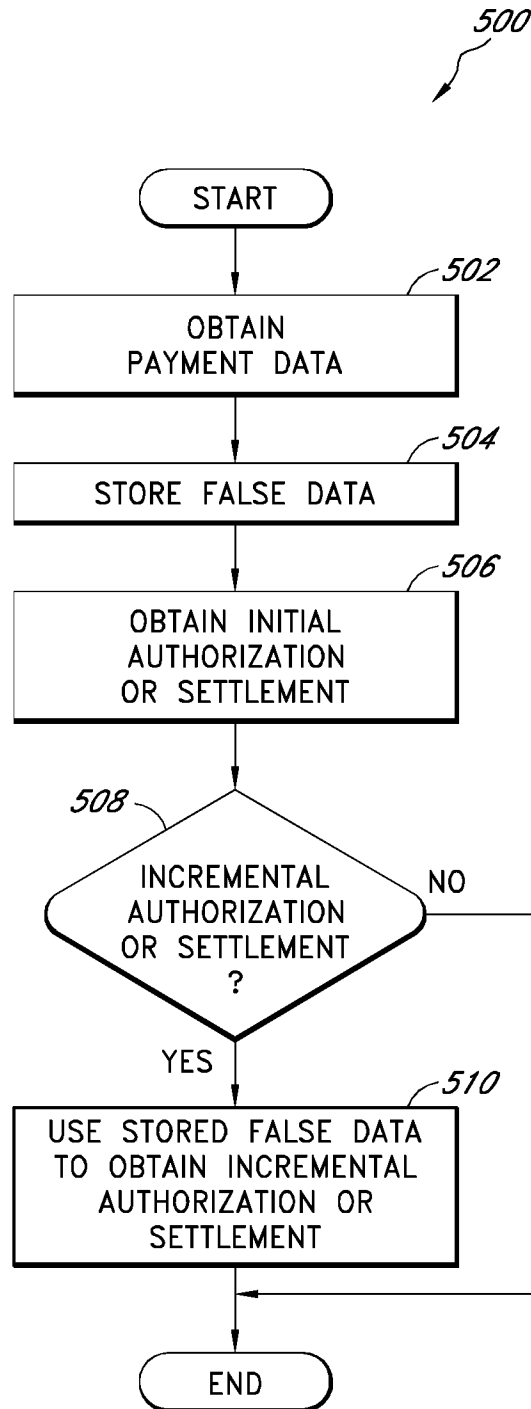 500
START
502
OBTAIN
PAYMENT DATA
504
STORE FALSE DATA
506
OBTAIN INITIAL
AUTHORIZATION
OR SETTLEMENT
508
INCREMENTAL
AUTHORIZATION
OR SETTLEMENT
?
NO
YES
510
USE STORED FALSE DATA
TO OBTAIN INCREMENTAL
AUTHORIZATION OR
SETTLEMENT
END